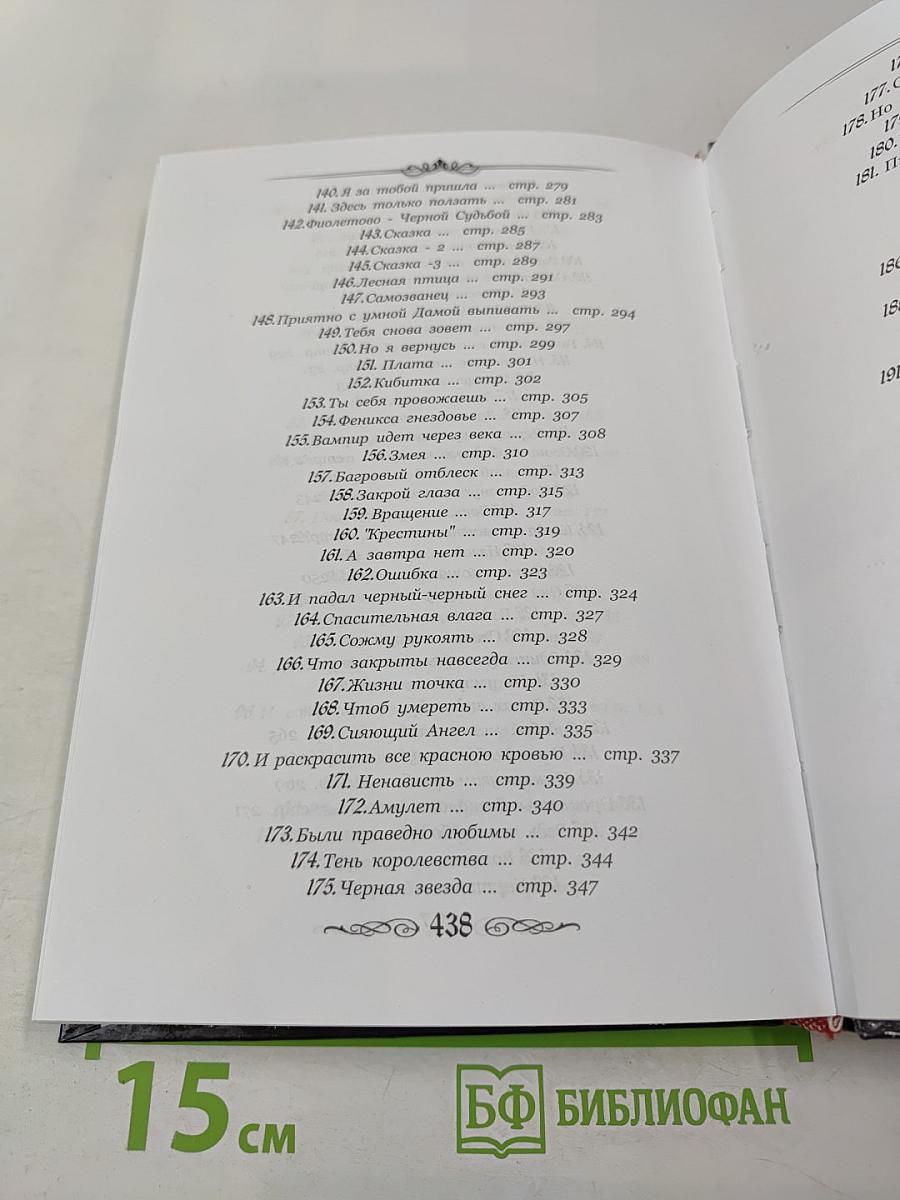 140. Я за тобой пришла ... стр. 279
141. Здесь только ползать ... стр. 281
142. Фиолетово - Черной Судьбой ... стр. 283
143. Сказка ... стр. 285
144. Сказка - 2 ... стр. 287
145. Сказка -3 ... стр. 289
146. Лесная птица ... стр. 291
147. Самозванец ... стр. 293
148. Приятно с умной Дамой выпивать ... стр. 294
149. Тебя снова зовет ... стр. 297
150. Но я вернусь ... стр. 299
151. Плата ... стр. 301
152. Кибитка ... стр. 302
153. Ты себя провожаешь ... стр. 305
154. Феникса гнездовье ... стр. 307
155. Вампир идет через века ... стр. 308
156. Змея ... стр. 310
157. Багровый отблеск ... стр. 313
158. Закрой глаза ... стр. 315
159. Вращение ... стр. 317
160. "Крестины" ... стр. 319
161. А завтра нет ... стр. 320
162. Ошибка ... стр. 323
163. И падал черный-черный снег ... стр. 324
164. Спасительная влага ... стр. 327
165. Сожму рукоять ... стр. 328
166. Что закрыты навсегда ... стр. 329
167. Жизни точка ... стр. 330
168. Чтоб умереть ... стр. 333
169. Сияющий Ангел ... стр. 335
170. И раскрасить все красною кровью ... стр. 337
171. Ненависть ... стр. 339
172. Амулет ... стр. 340
173. Были праведно любимы ... стр. 342
174. Тень королевства ... стр. 344
175. Черная звезда ... стр. 347
438
177.
178. Но
180.
181.
186.
191
15 см
БФ БИБЛИОФАН